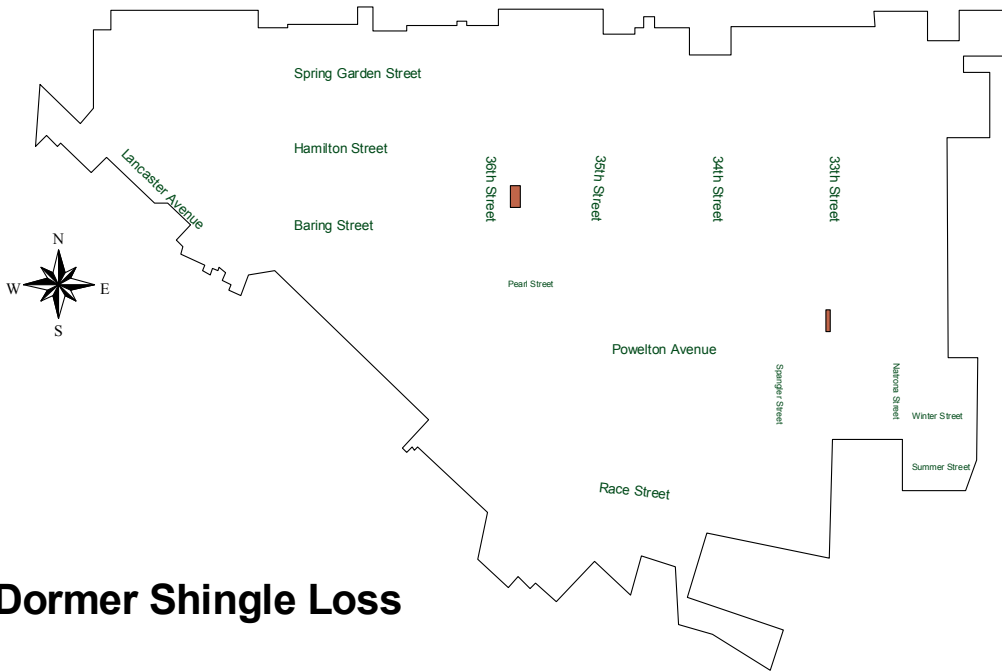 Spring Garden Street
Hamilton Street
Lancaster Avenue
36th Street
35th Street
34th Street
33th Street
Baring Street
N
W
E
S
Pearl Street
Powelton Avenue
Spangler Street
Natrona Street
Winter Street
Summer Street
Race Street
Dormer Shingle Loss